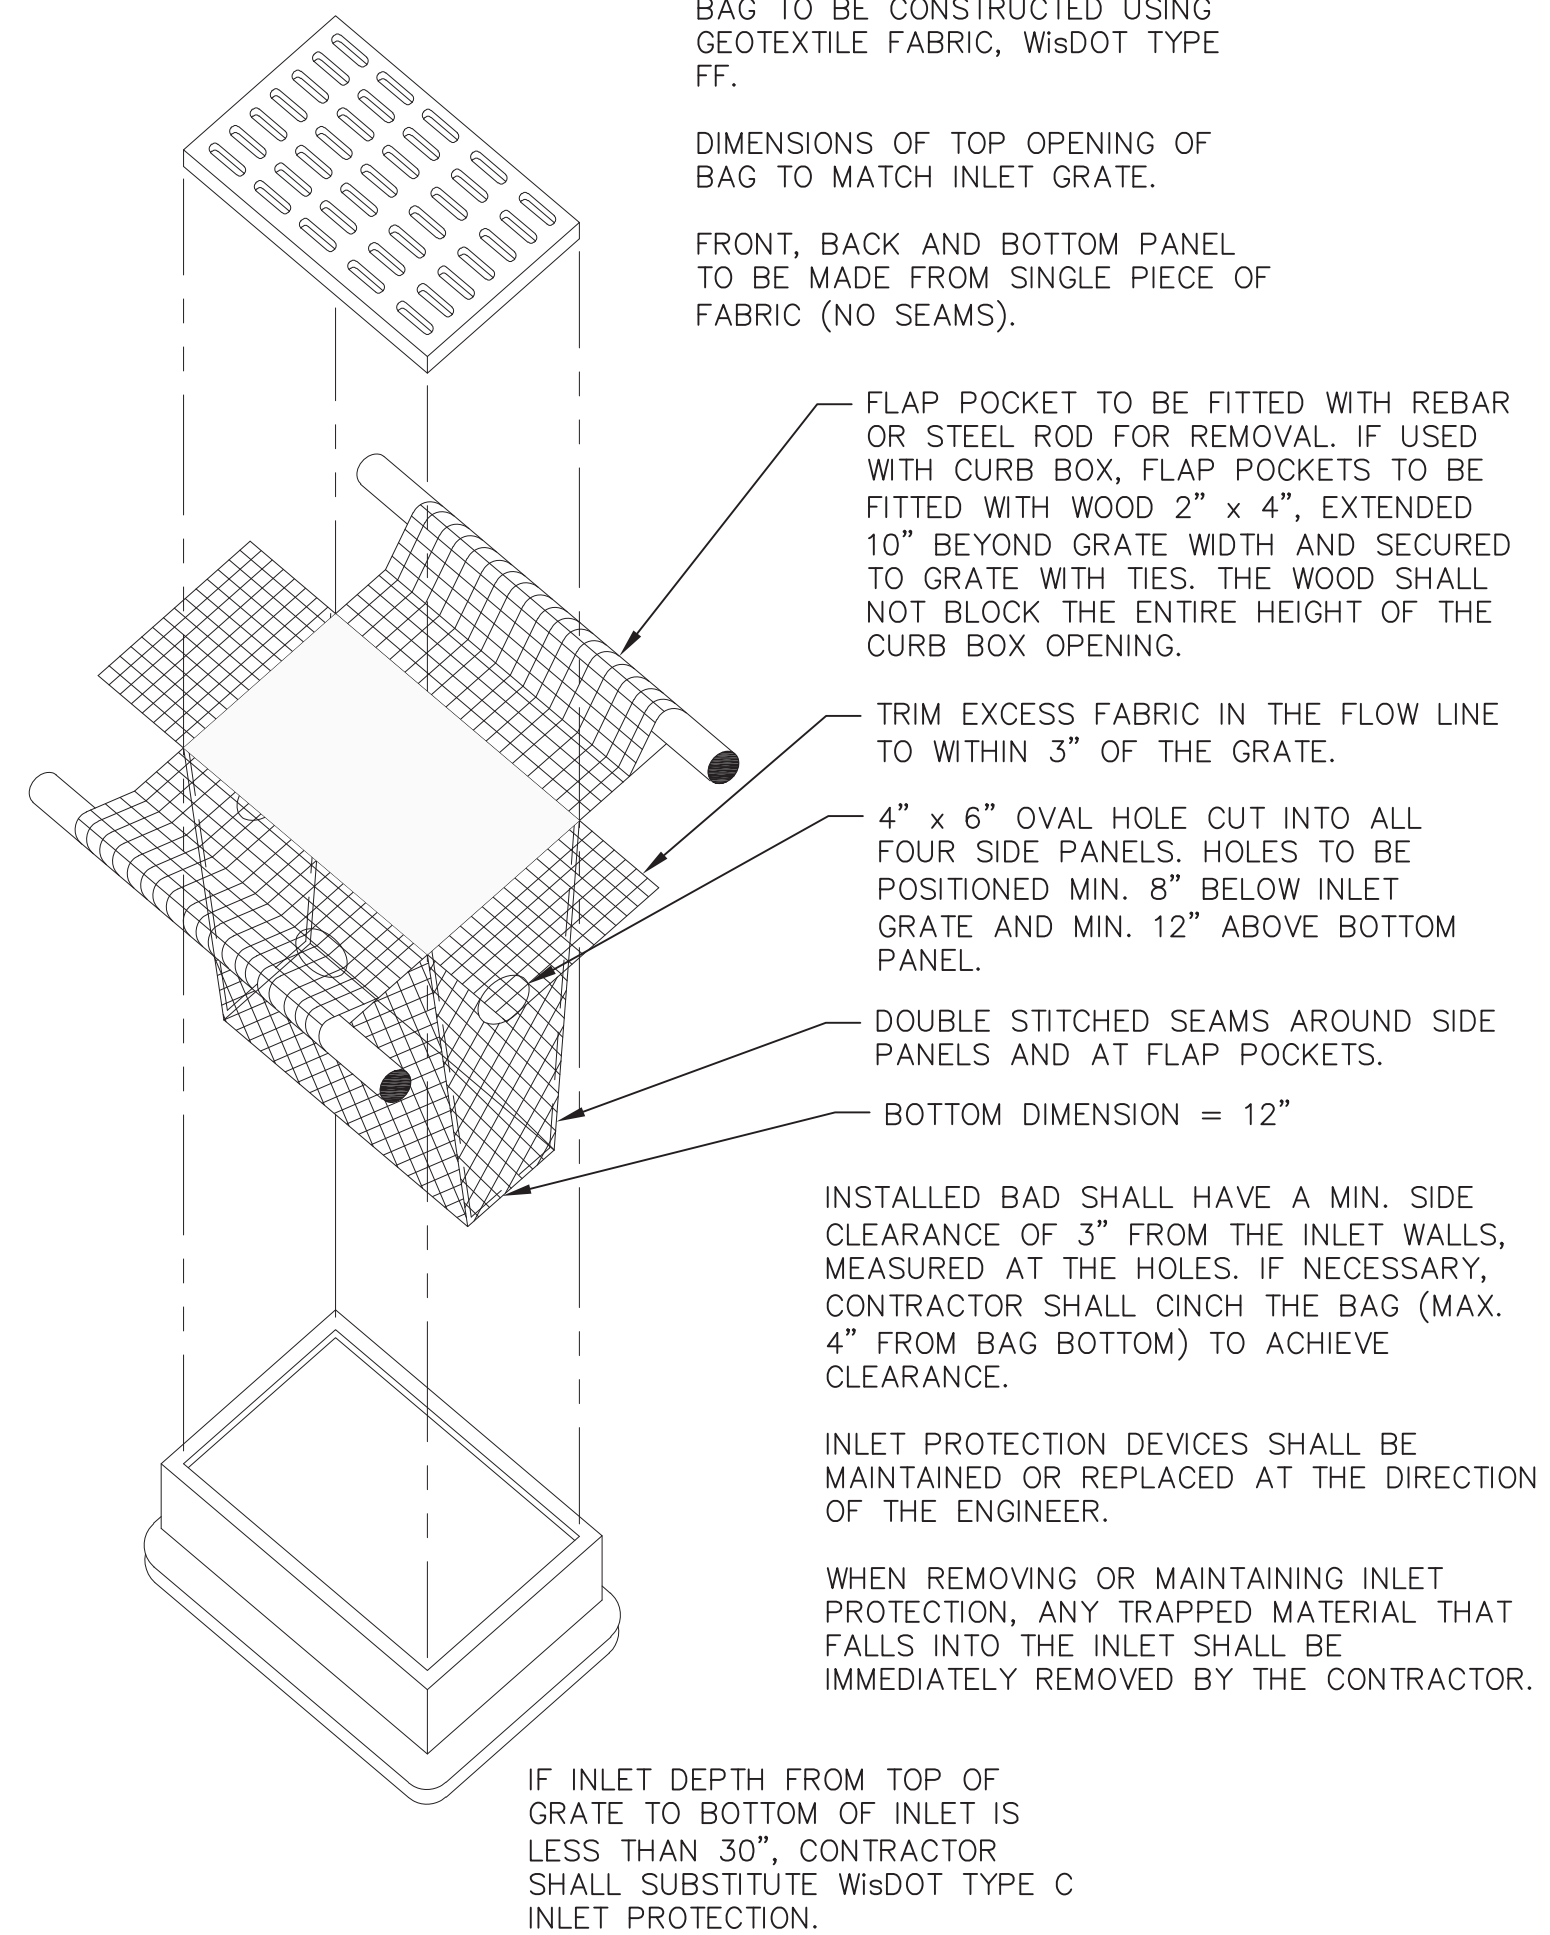 BAG TO BE CONSTRUCTED USING
GEOTEXTILE FABRIC, WisDOT TYPE
FF.
DIMENSIONS OF TOP OPENING OF
BAG TO MATCH INLET GRATE.
FRONT, BACK AND BOTTOM PANEL
TO BE MADE FROM SINGLE PIECE OF
FABRIC (NO SEAMS).
FLAP POCKET TO BE FITTED WITH REBAR
OR STEEL ROD FOR REMOVAL. IF USED
WITH CURB BOX, FLAP POCKETS TO BE
FITTED WITH WOOD 2” x 4”, EXTENDED
10” BEYOND GRATE WIDTH AND SECURED
TO GRATE WITH TIES. THE WOOD SHALL
NOT BLOCK THE ENTIRE HEIGHT OF THE
CURB BOX OPENING.
TRIM EXCESS FABRIC IN THE FLOW LINE
TO WITHIN 3” OF THE GRATE.
4” x 6” OVAL HOLE CUT INTO ALL
FOUR SIDE PANELS. HOLES TO BE
POSITIONED MIN. 8” BELOW INLET
GRATE AND MIN. 12” ABOVE BOTTOM
PANEL.
DOUBLE STITCHED SEAMS AROUND SIDE
PANELS AND AT FLAP POCKETS.
BOTTOM DIMENSION = 12”
INSTALLED BAD SHALL HAVE A MIN. SIDE
CLEARANCE OF 3” FROM THE INLET WALLS,
MEASURED AT THE HOLES. IF NECESSARY,
CONTRACTOR SHALL CINCH THE BAG (MAX.
4” FROM BAG BOTTOM) TO ACHIEVE
CLEARANCE.
INLET PROTECTION DEVICES SHALL BE
MAINTAINED OR REPLACED AT THE DIRECTION
OF THE ENGINEER.
WHEN REMOVING OR MAINTAINING INLET
PROTECTION, ANY TRAPPED MATERIAL THAT
FALLS INTO THE INLET SHALL BE
IMMEDIATELY REMOVED BY THE CONTRACTOR.
IF INLET DEPTH FROM TOP OF
GRATE TO BOTTOM OF INLET IS
LESS THAN 30”, CONTRACTOR
SHALL SUBSTITUTE WisDOT TYPE C
INLET PROTECTION.